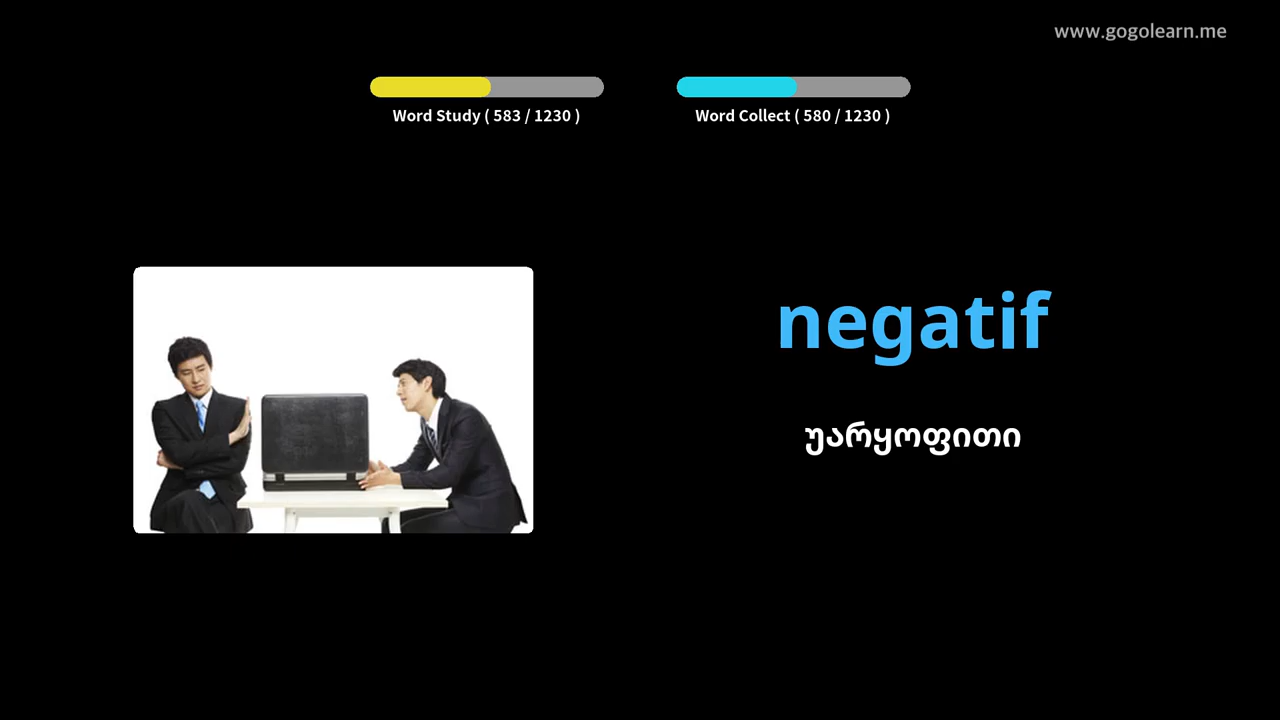 www.gogolearn.me
Word Study ( 583 / 1230 )
Word Collect ( 580 / 1230 )
negatif
უარყოფითი